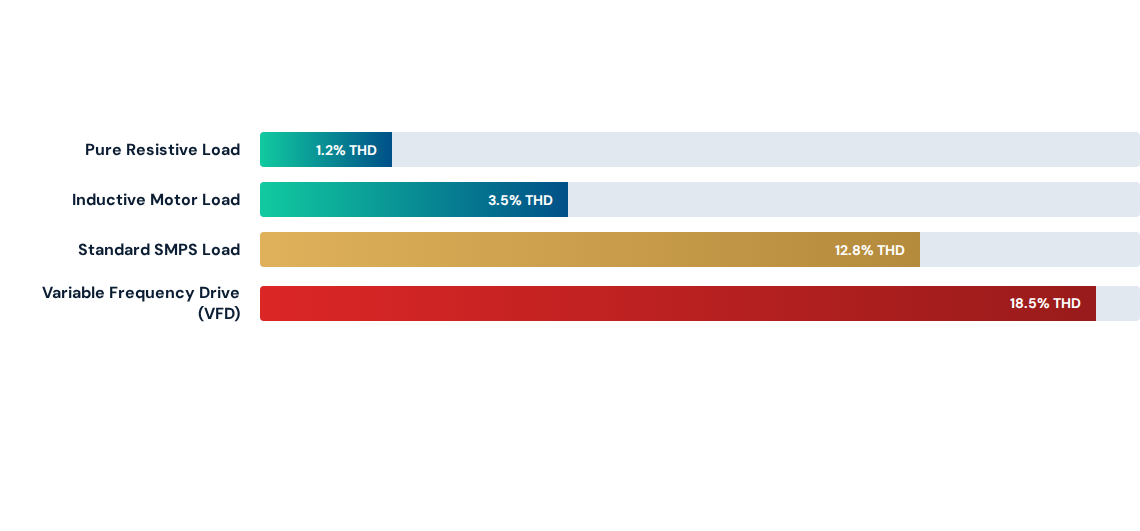 Pure Resistive Load
1.2% THD
Inductive Motor Load
3.5% THD
Standard SMPS Load
12.8% THD
Variable Frequency Drive
(VFD)
18.5% THD